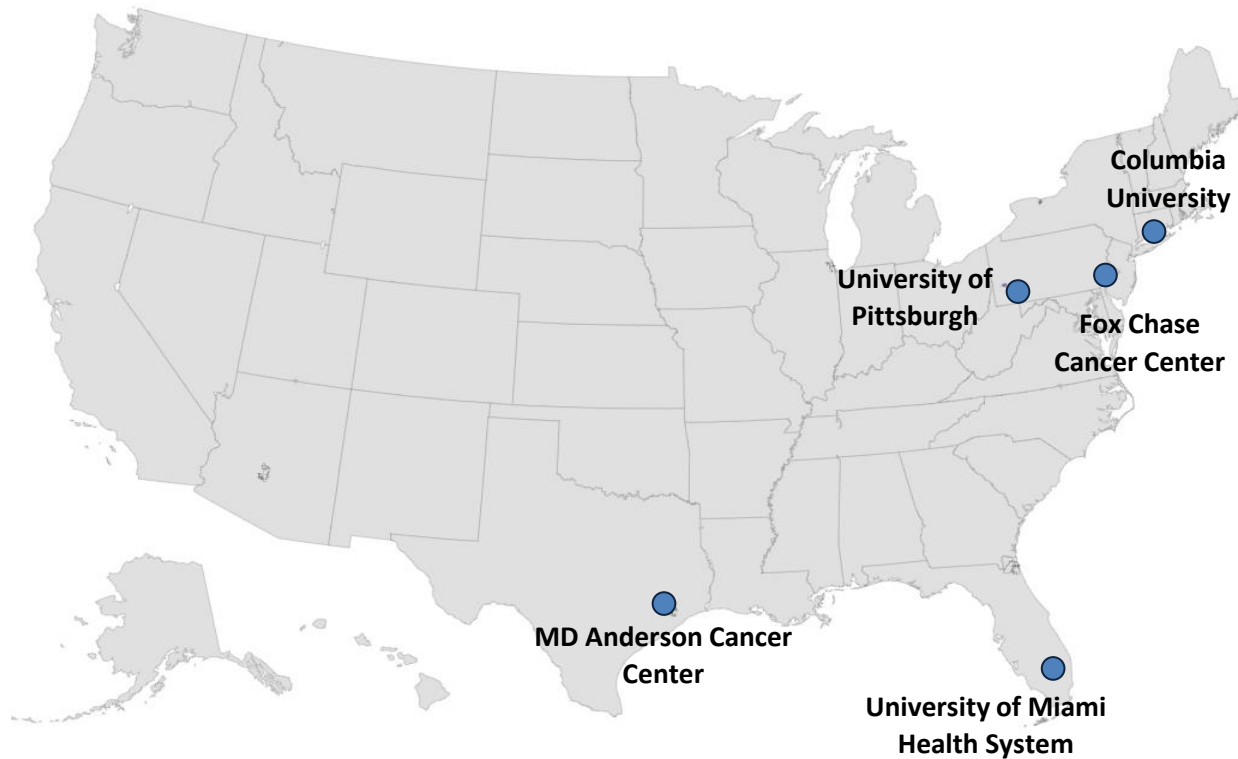 Columbia
University
University of
Pittsburgh
Fox Chase
Cancer Center
MD Anderson Cancer
Center
University of Miami
Health System